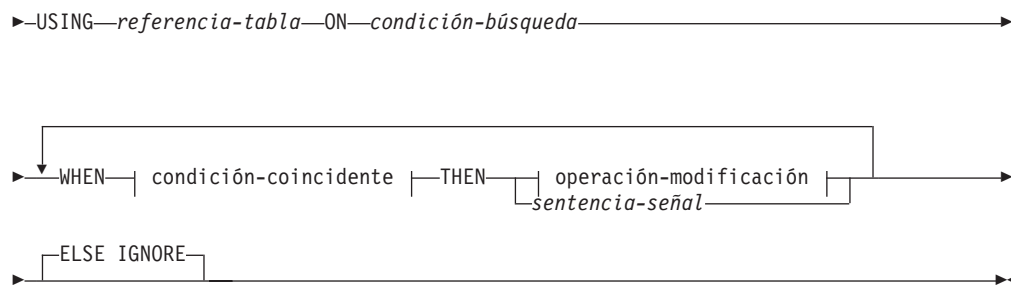 USING referencia-tabla ON condición-búsqueda
WHEN condición-coincidente THEN operación-modificación
sentencia-señal
ELSE IGNORE